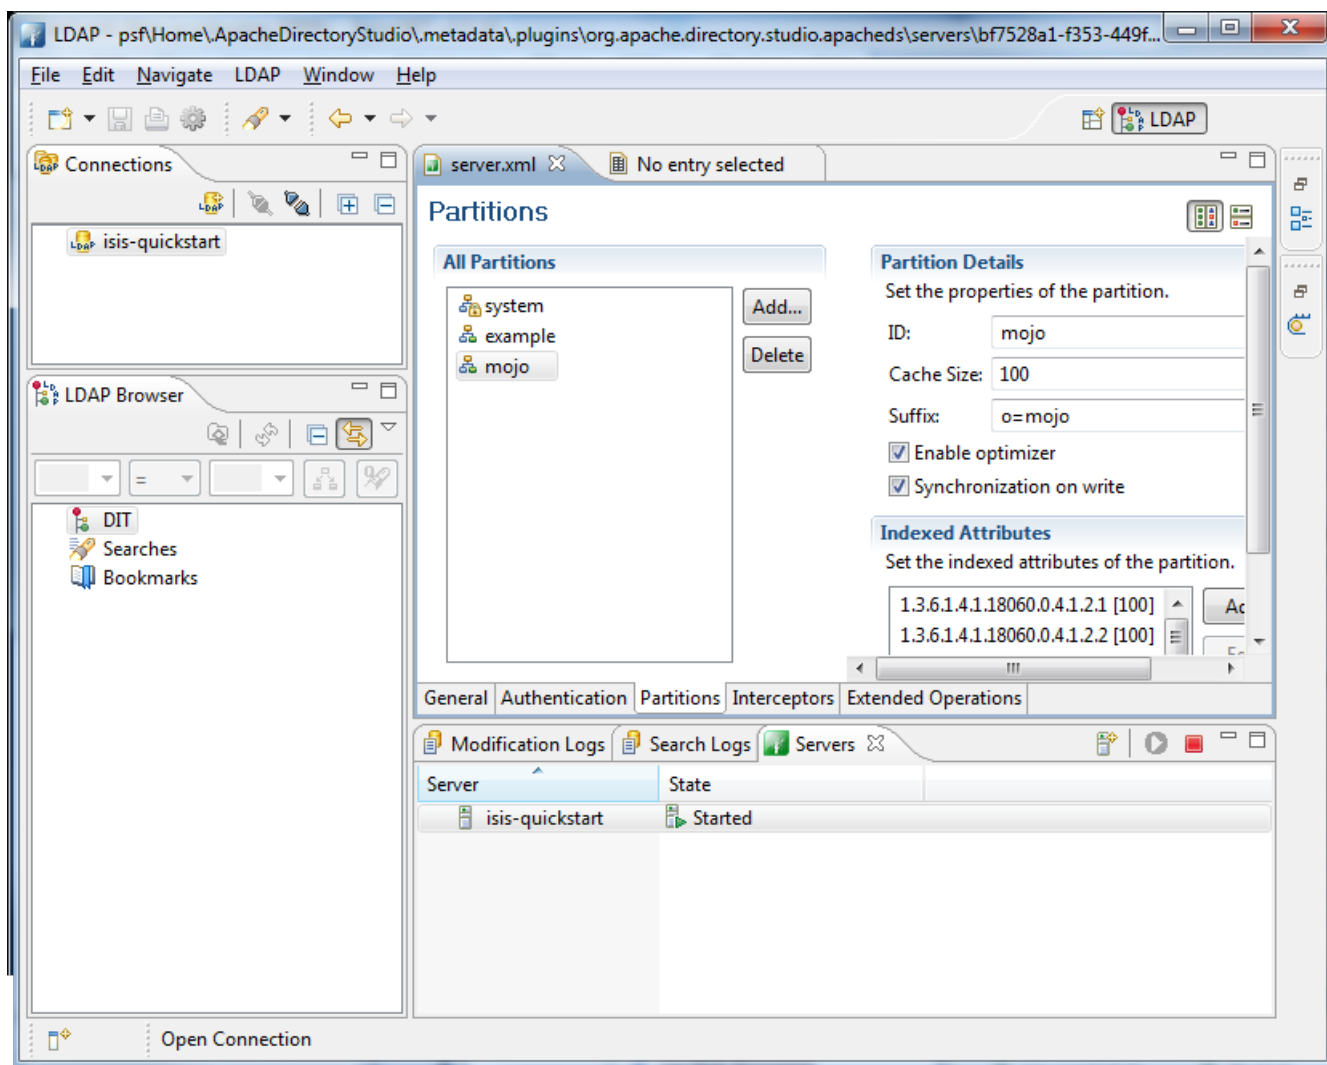 LDAP - psf\Home\.ApacheDirectoryStudio\.metadata\.plugins\org.apache.directory.studio.apacheds\servers\bf7528a1-f353-449f...
File Edit Navigate LDAP Window Help
LDAP
Connections
isis-quickstart
LDAP Browser
=
DIT
Searches
Bookmarks
server.xml
No entry selected
Partitions
All Partitions
system
example
mojo
Add...
Delete
Partition Details
Set the properties of the partition.
ID: mojo
Cache Size: 100
Suffix: o=mojo
Enable optimizer
Synchronization on write
Indexed Attributes
Set the indexed attributes of the partition.
1.3.6.1.4.1.18060.0.4.1.2.1 [100]
1.3.6.1.4.1.18060.0.4.1.2.2 [100]
General Authentication Partitions Interceptors Extended Operations
Modification Logs Search Logs Servers
Server State
isis-quickstart Started
Open Connection